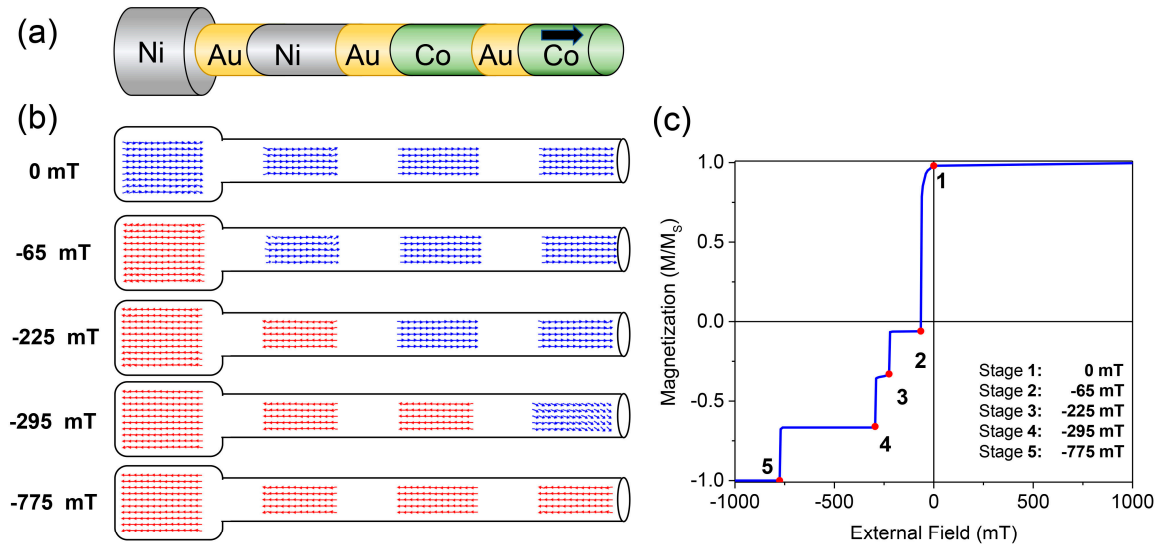 (a)
Ni Au Ni Au Co Au Co
(b)
0 mT
-65 mT
-225 mT
-295 mT
-775 mT
(c)
Magnetization (M/M_S)
1.0
0.5
0.0
-0.5
-1.0
1
2
3
4
5
Stage 1: 0 mT
Stage 2: -65 mT
Stage 3: -225 mT
Stage 4: -295 mT
Stage 5: -775 mT
-1000 -500 0 500 1000
External Field (mT)